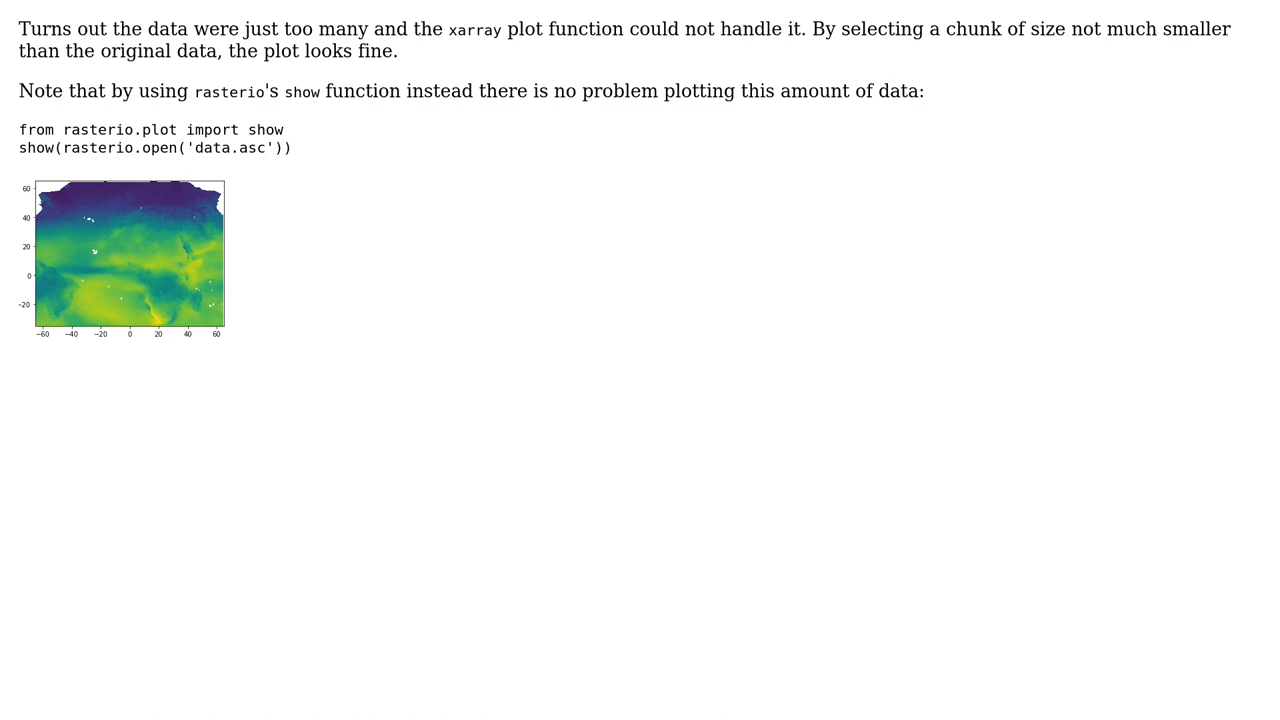 Turns out the data were just too many and the xarray plot function could not handle it. By selecting a chunk of size not much smaller
than the original data, the plot looks fine.
Note that by using rasterio's show function instead there is no problem plotting this amount of data:
from rasterio.plot import show
show(rasterio.open('data.asc'))
60
40
20
0
−20
−60 −40 −20 0 20 40 60